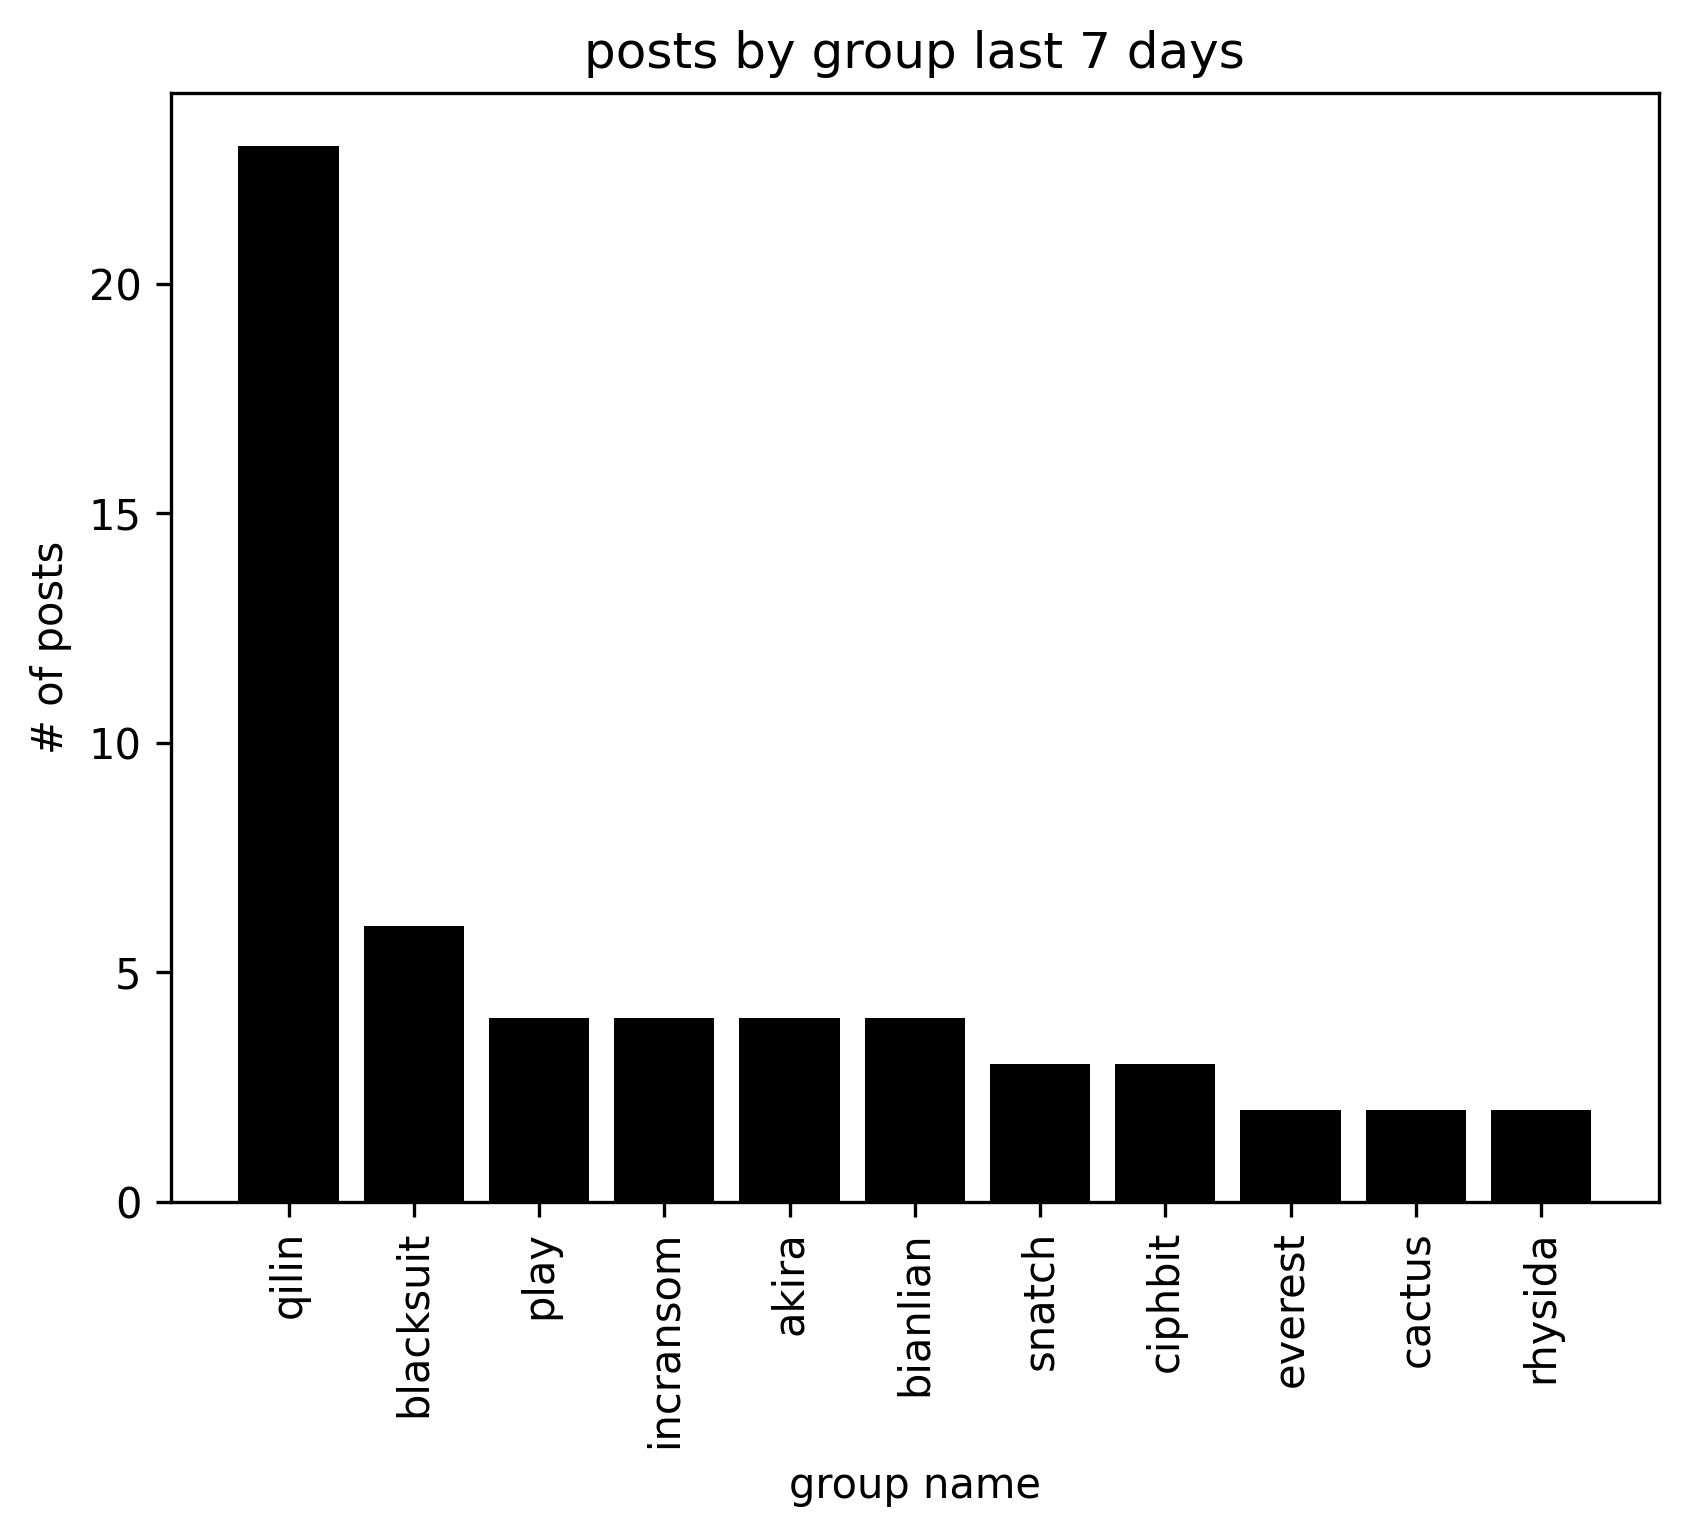 posts by group last 7 days
# of posts
20
15
10
5
0
qilin
blacksuit
play
incransom
akira
bianlian
snatch
ciphbit
everest
cactus
rhysida
group name